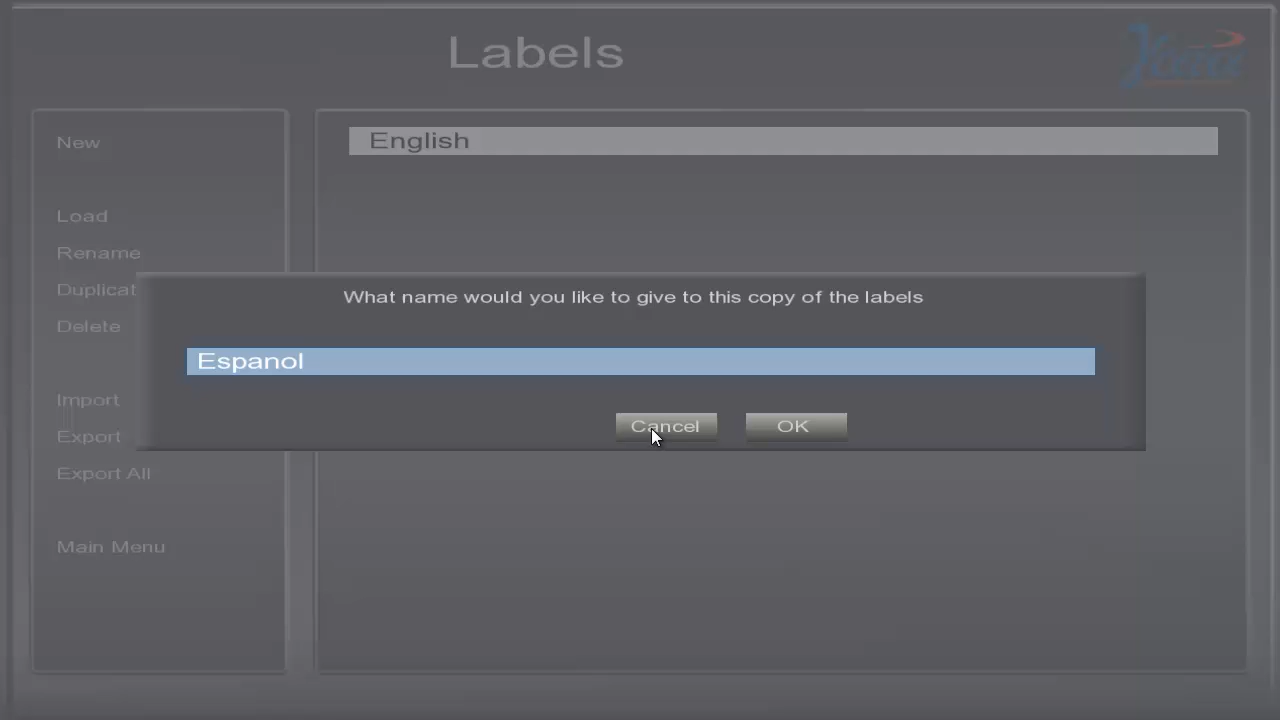 Labels
New
English
Load
Rename
Duplicat
Delete
What name would you like to give to this copy of the labels
Espanol
Cancel
OK
Import
Export
Export All
Main Menu